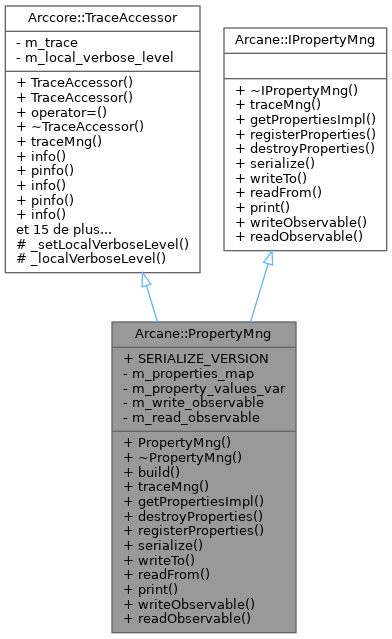 Arccore::TraceAccessor
- m_trace
- m_local_verbose_level
+ TraceAccessor()
+ TraceAccessor()
+ operator=()
+ ~TraceAccessor()
+ traceMng()
+ info()
+ pinfo()
+ info()
+ pinfo()
+ info()
et 15 de plus...
# _setLocalVerboseLevel()
# _localVerboseLevel()
Arcane::IPropertyMng
+ ~IPropertyMng()
+ traceMng()
+ getPropertiesImpl()
+ registerProperties()
+ destroyProperties()
+ serialize()
+ writeTo()
+ readFrom()
+ print()
+ writeObservable()
+ readObservable()
Arcane::PropertyMng
+ SERIALIZE_VERSION
- m_properties_map
- m_property_values_var
- m_write_observable
- m_read_observable
+ PropertyMng()
+ ~PropertyMng()
+ build()
+ traceMng()
+ getPropertiesImpl()
+ destroyProperties()
+ registerProperties()
+ serialize()
+ writeTo()
+ readFrom()
+ print()
+ writeObservable()
+ readObservable()